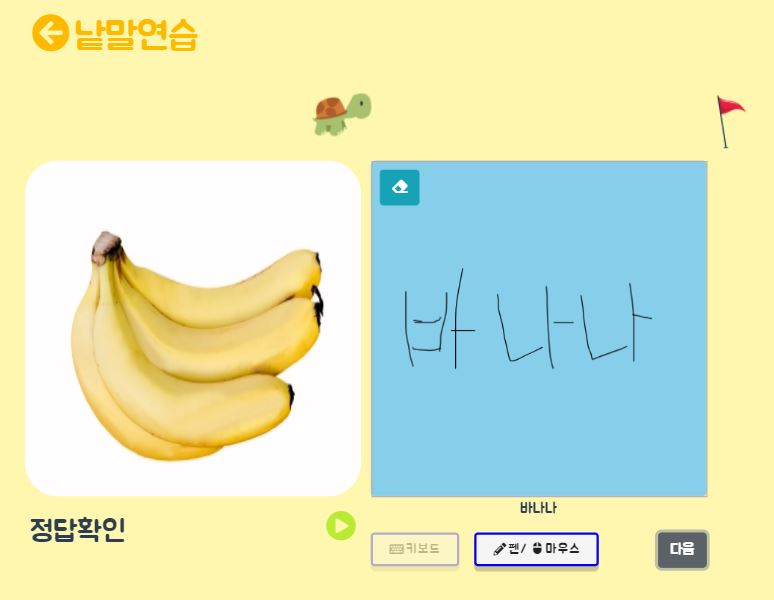 낱말연습
바나나
바나나
정답확인
키보드
펜/ 마우스
다음